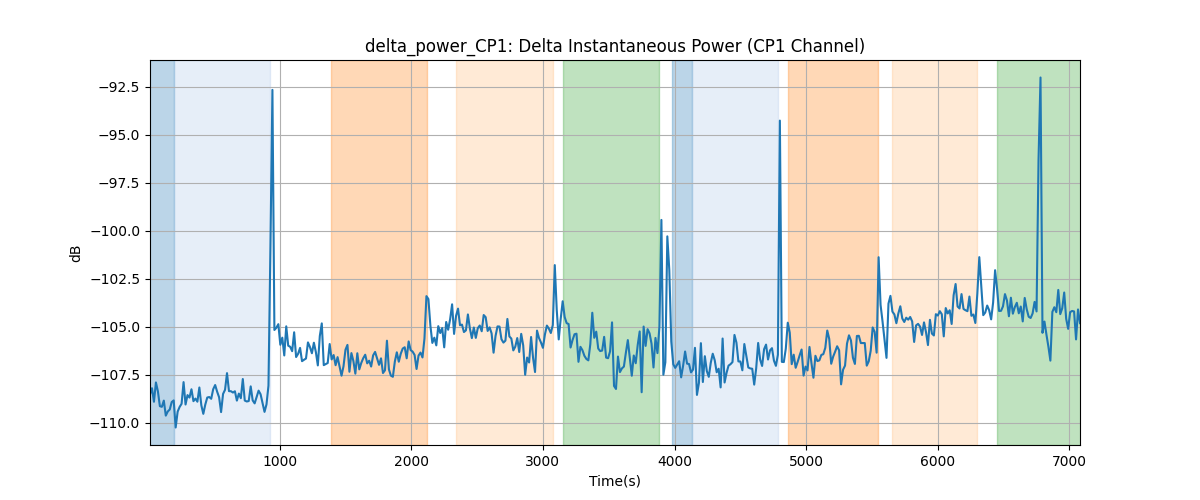 delta_power_CP1: Delta Instantaneous Power (CP1 Channel)
−92.5
−95.0
−97.5
−100.0
−102.5
−105.0
−107.5
−110.0
dB
1000 2000 3000 4000 5000 6000 7000
Time(s)